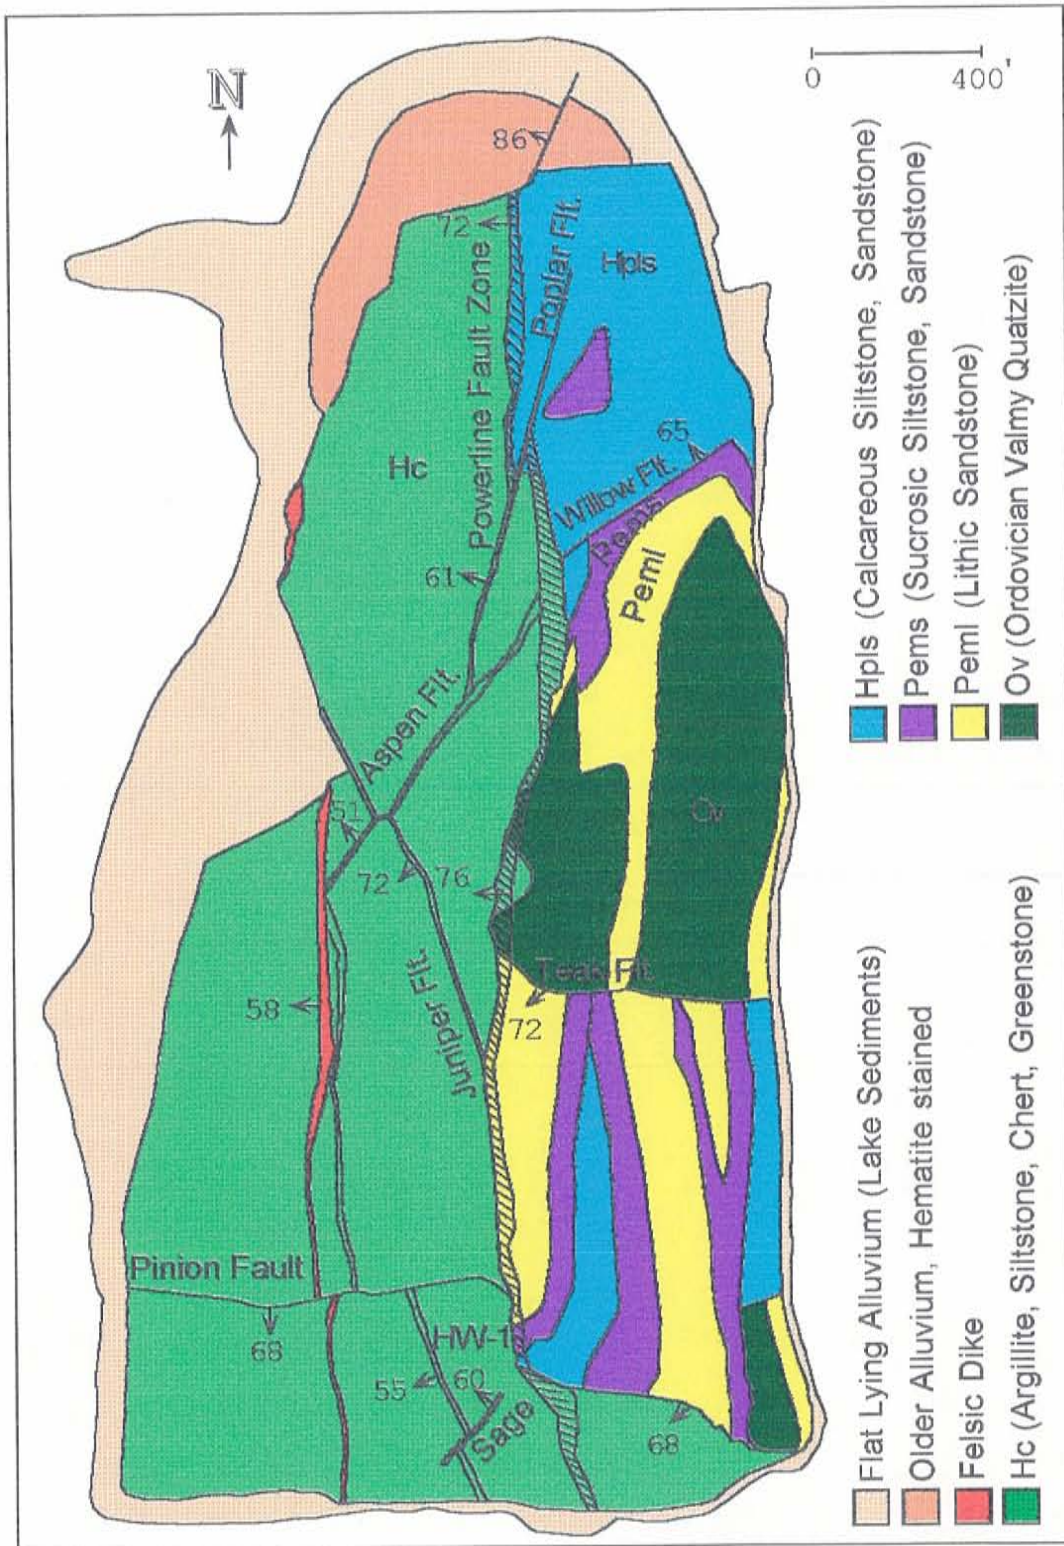 N
0
400'
86
72
Hc
Powerline Fault Zone
Poplar Flt.
Hpls
61
Willow Flt.
65
Pems
Peml
Aspen Flt.
51
72
76
Ov
58
Juniper Flt.
Teak Flt.
72
Pinion Fault
68
HW-1
55
60
Sage
68
Flat Lying Alluvium (Lake Sediments)
Older Alluvium, Hematite stained
Felsic Dike
Hc (Argillite, Siltstone, Chert, Greenstone)
Hpls (Calcareous Siltstone, Sandstone)
Pems (Sucrosic Siltstone, Sandstone)
Peml (Lithic Sandstone)
Ov (Ordovician Valmy Quatzite)